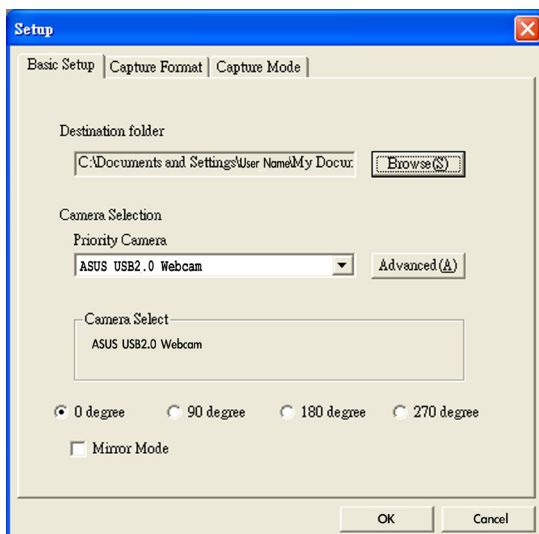 Setup
Basic Setup Capture Format Capture Mode
Destination folder
C:\Documents and Settings\User Name\My Docur Browse(S)
Camera Selection
Priority Camera
ASUS USB2.0 Webcam Advanced(A)
Camera Select
ASUS USB2.0 Webcam
0 degree 90 degree 180 degree 270 degree
Mirror Mode
OK Cancel